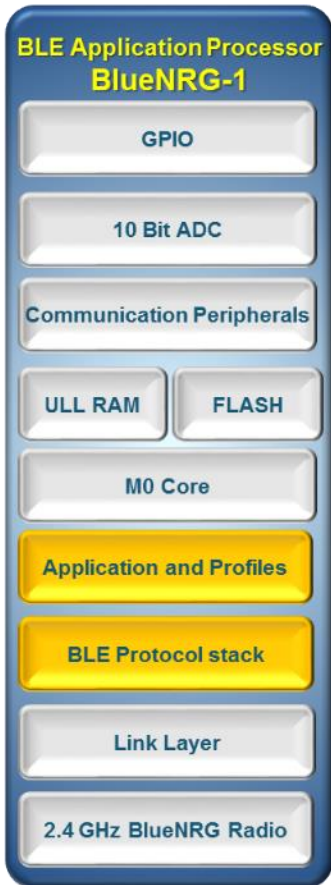 BLE Application Processor
BlueNRG-1
GPIO
10 Bit ADC
Communication Peripherals
ULL RAM
FLASH
M0 Core
Application and Profiles
BLE Protocol stack
Link Layer
2.4 GHz BlueNRG Radio